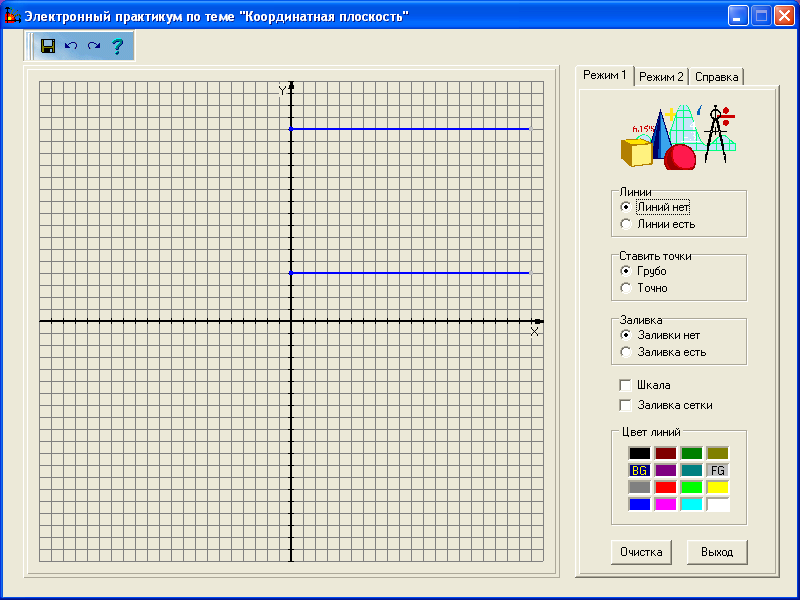 Электронный практикум по теме "Координатная плоскость"
?
Y
X
Режим 1
Режим 2
Справка
6.15%
Линии
Линий нет
Линии есть
Ставить точки
Грубо
Точно
Заливка
Заливки нет
Заливка есть
Шкала
Заливка сетки
Цвет линий
BG
FG
Очистка
Выход